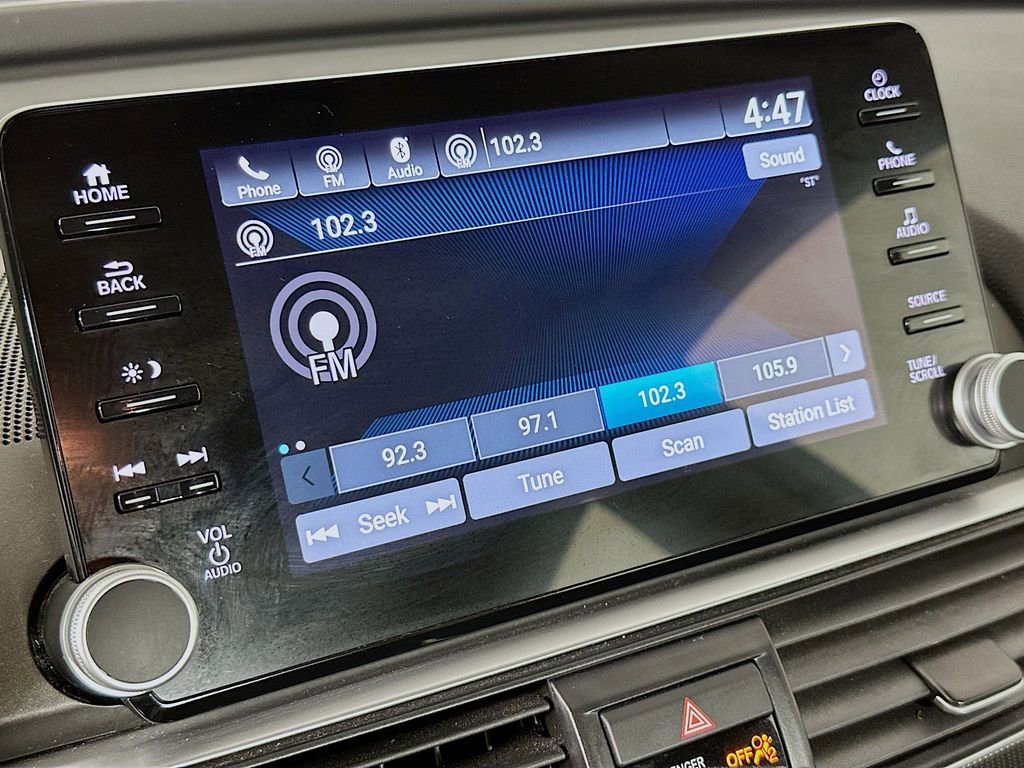 CLOCK
4:47
Phone FM Audio FM 102.3
Sound
PHONE
HOME
"ST"
FM 102.3
AUDIO
BACK
SOURCE
FM
TUNE/
SCROLL
92.3 97.1 102.3 105.9
Seek Tune Scan Station List
VOL
AUDIO
OFF 2